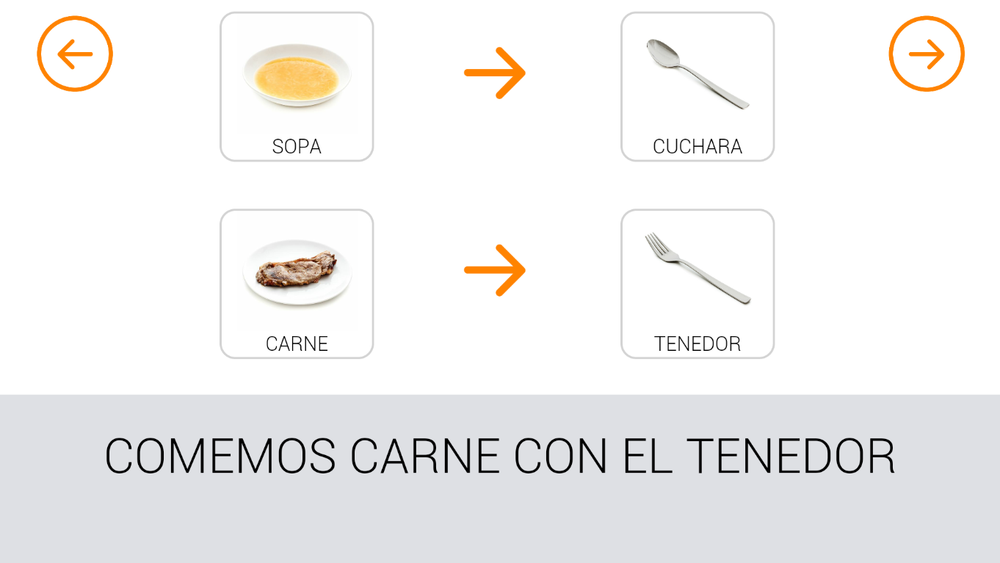 SOPA
CUCHARA
CARNE
TENEDOR
COMEMOS CARNE CON EL TENEDOR